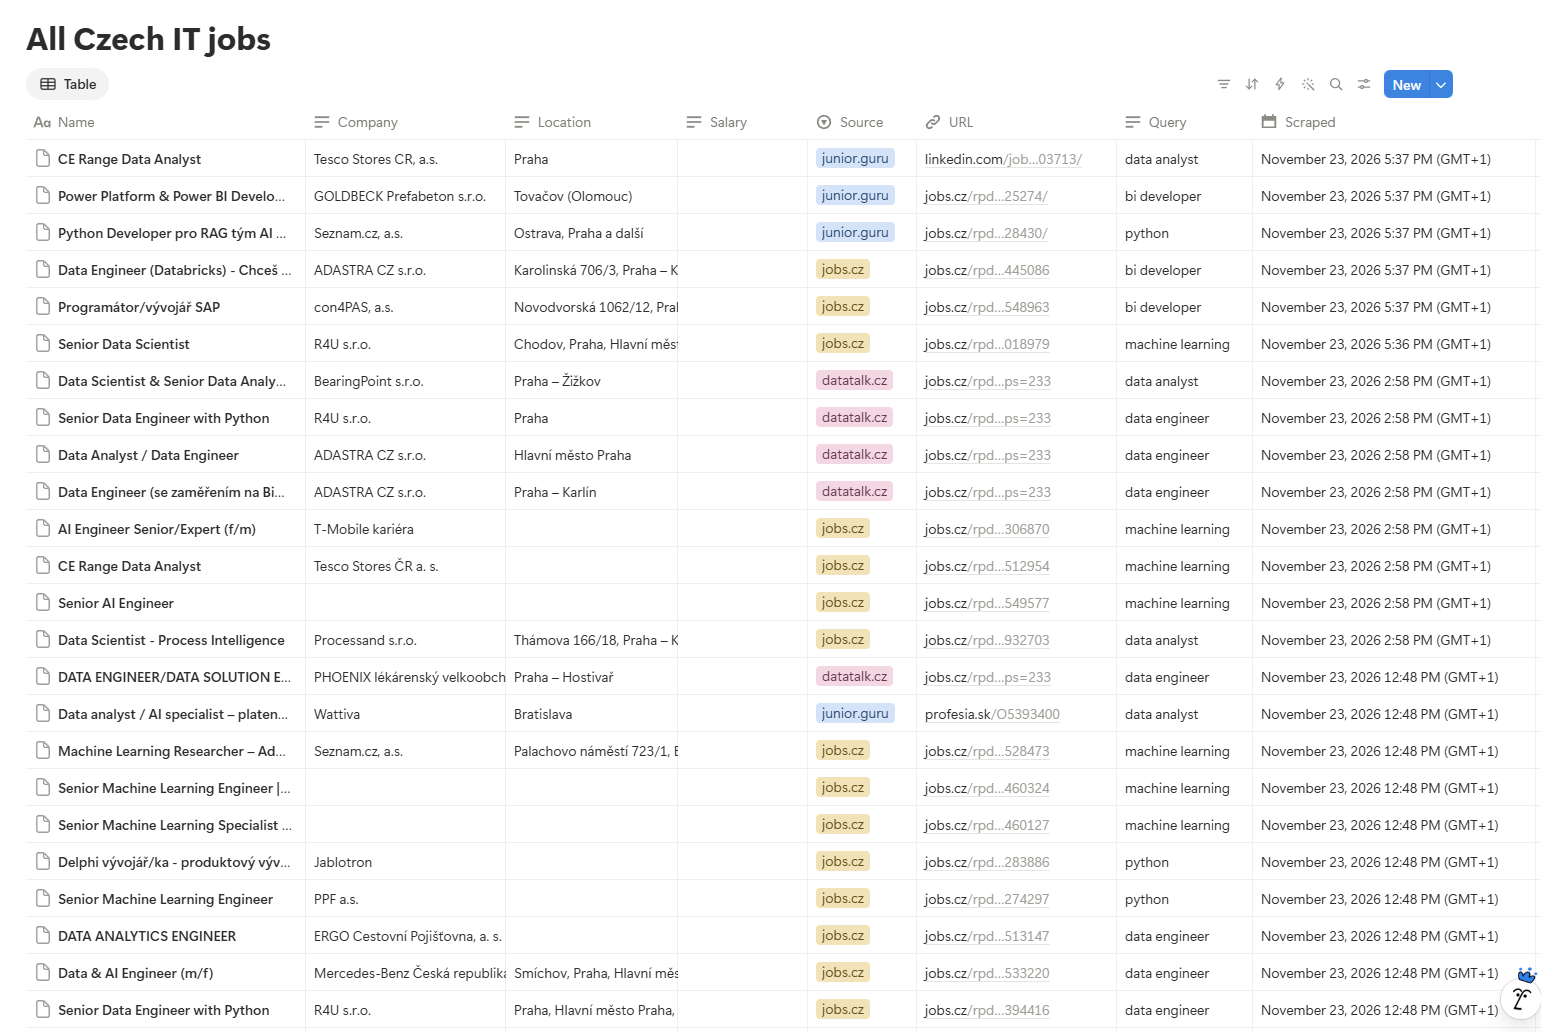 All Czech IT jobs
Table
New
Aa Name Company Location Salary Source URL Query Scraped
CE Range Data Analyst Tesco Stores CR, a.s. Praha junior.guru linkedin.com/job...03713/ data analyst November 23, 2026 5:37 PM (GMT+1)
Power Platform & Power BI Develo... GOLDBECK Prefabeton s.r.o. Tovačov (Olomouc) junior.guru jobs.cz/rpd...25274/ bi developer November 23, 2026 5:37 PM (GMT+1)
Python Developer pro RAG tým AI ... Seznam.cz, a.s. Ostrava, Praha a další junior.guru jobs.cz/rpd...28430/ python November 23, 2026 5:37 PM (GMT+1)
Data Engineer (Databricks) - Chceš ... ADASTRA CZ s.r.o. Karolinská 706/3, Praha – K jobs.cz jobs.cz/rpd...445086 bi developer November 23, 2026 5:37 PM (GMT+1)
Programátor/vývojář SAP con4PAS, a.s. Novodvorská 1062/12, Pra jobs.cz jobs.cz/rpd...548963 bi developer November 23, 2026 5:37 PM (GMT+1)
Senior Data Scientist R4U s.r.o. Chodov, Praha, Hlavní měst jobs.cz jobs.cz/rpd...018979 machine learning November 23, 2026 5:36 PM (GMT+1)
Data Scientist & Senior Data Analy... BearingPoint s.r.o. Praha – Žižkov datatalk.cz jobs.cz/rpd...ps=233 data analyst November 23, 2026 2:58 PM (GMT+1)
Senior Data Engineer with Python R4U s.r.o. Praha datatalk.cz jobs.cz/rpd...ps=233 data engineer November 23, 2026 2:58 PM (GMT+1)
Data Analyst / Data Engineer ADASTRA CZ s.r.o. Hlavní město Praha datatalk.cz jobs.cz/rpd...ps=233 data engineer November 23, 2026 2:58 PM (GMT+1)
Data Engineer (se zaměřením na Bi... ADASTRA CZ s.r.o. Praha – Karlín datatalk.cz jobs.cz/rpd...ps=233 data engineer November 23, 2026 2:58 PM (GMT+1)
AI Engineer Senior/Expert (f/m) T-Mobile kariéra jobs.cz jobs.cz/rpd...306870 machine learning November 23, 2026 2:58 PM (GMT+1)
CE Range Data Analyst Tesco Stores ČR a. s. jobs.cz jobs.cz/rpd...512954 machine learning November 23, 2026 2:58 PM (GMT+1)
Senior AI Engineer jobs.cz jobs.cz/rpd...549577 machine learning November 23, 2026 2:58 PM (GMT+1)
Data Scientist - Process Intelligence Processand s.r.o. Thámova 166/18, Praha – K jobs.cz jobs.cz/rpd...932703 data analyst November 23, 2026 2:58 PM (GMT+1)
DATA ENGINEER/DATA SOLUTION E... PHOENIX lékárenský velkoobch Praha – Hostivař datatalk.cz jobs.cz/rpd...ps=233 data engineer November 23, 2026 12:48 PM (GMT+1)
Data analyst / AI specialist – platen... Wattiva Bratislava junior.guru profesia.sk/O5393400 data analyst November 23, 2026 12:48 PM (GMT+1)
Machine Learning Researcher – Ad... Seznam.cz, a.s. Palachovo náměstí 723/1, jobs.cz jobs.cz/rpd...528473 machine learning November 23, 2026 12:48 PM (GMT+1)
Senior Machine Learning Engineer |... jobs.cz jobs.cz/rpd...460324 machine learning November 23, 2026 12:48 PM (GMT+1)
Senior Machine Learning Specialist ... jobs.cz jobs.cz/rpd...460127 machine learning November 23, 2026 12:48 PM (GMT+1)
Delphi vývojář/ka - produktový výv... Jablotron jobs.cz jobs.cz/rpd...283886 python November 23, 2026 12:48 PM (GMT+1)
Senior Machine Learning Engineer PPF a.s. jobs.cz jobs.cz/rpd...274297 python November 23, 2026 12:48 PM (GMT+1)
DATA ANALYTICS ENGINEER ERGO Cestovní Pojišťovna, a. s. jobs.cz jobs.cz/rpd...513147 data engineer November 23, 2026 12:48 PM (GMT+1)
Data & AI Engineer (m/f) Mercedes-Benz Česká republika Smíchov, Praha, Hlavní měs jobs.cz jobs.cz/rpd...533220 data engineer November 23, 2026 12:48 PM (GMT+1)
Senior Data Engineer with Python R4U s.r.o. Praha, Hlavní město Praha, jobs.cz jobs.cz/rpd...394416 data engineer November 23, 2026 12:48 PM (GMT+1)